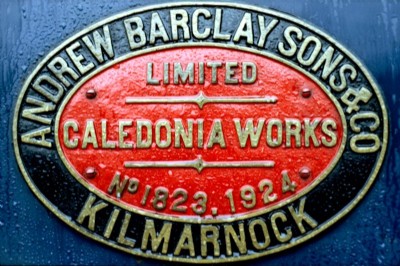 ANDREW BARCLAY SONS & CO
LIMITED
CALEDONIA WORKS
No 1823, 1924
KILMARNOCK